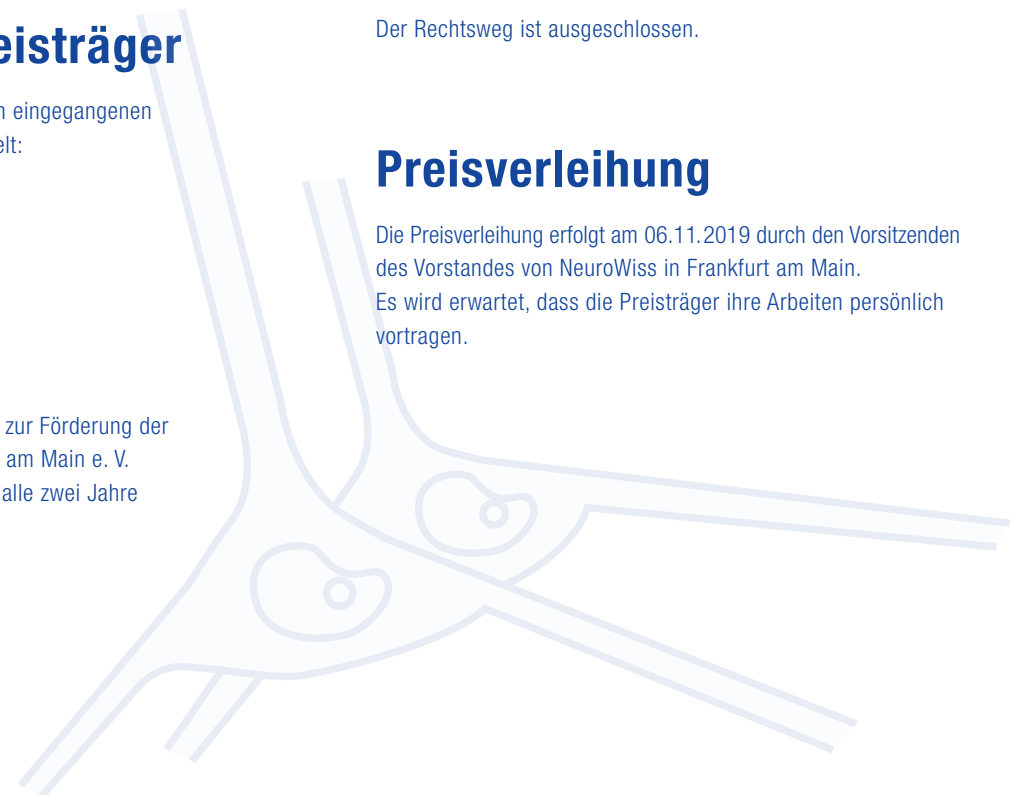 eisträger
eingegangenen
elt:
zur Förderung der
am Main e. V.
alle zwei Jahre
Der Rechtsweg ist ausgeschlossen.
Preisverleihung
Die Preisverleihung erfolgt am 06.11.2019 durch den Vorsitzenden
des Vorstandes von NeuroWiss in Frankfurt am Main.
Es wird erwartet, dass die Preisträger ihre Arbeiten persönlich
vortragen.